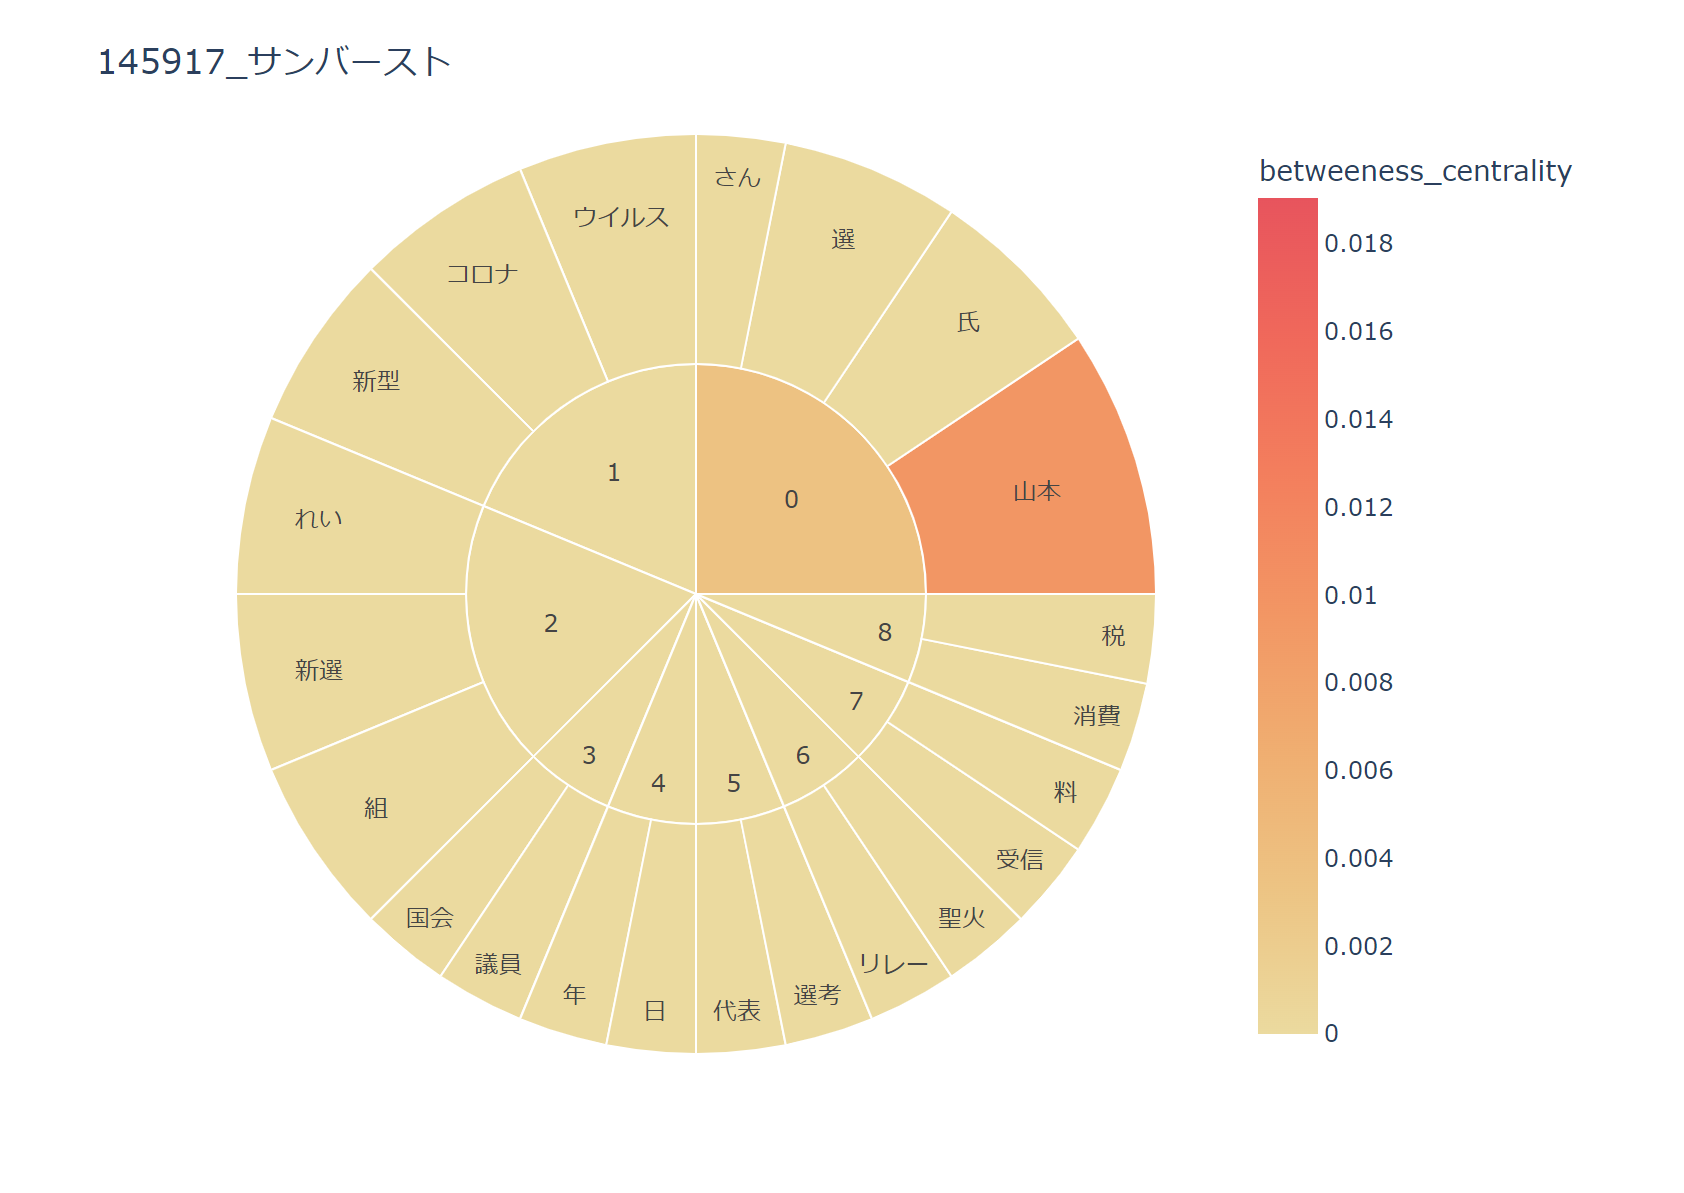 145917_サンバースト
betweeness_centrality
0.018
0.016
0.014
0.012
0.01
0.008
0.006
0.004
0.002
0
0
さん
選
氏
山本
1
ウイルス
コロナ
新型
2
れい
新選
組
3
国会
議員
4
年
日
5
代表
選考
6
リレー
聖火
7
受信
料
8
消費
税